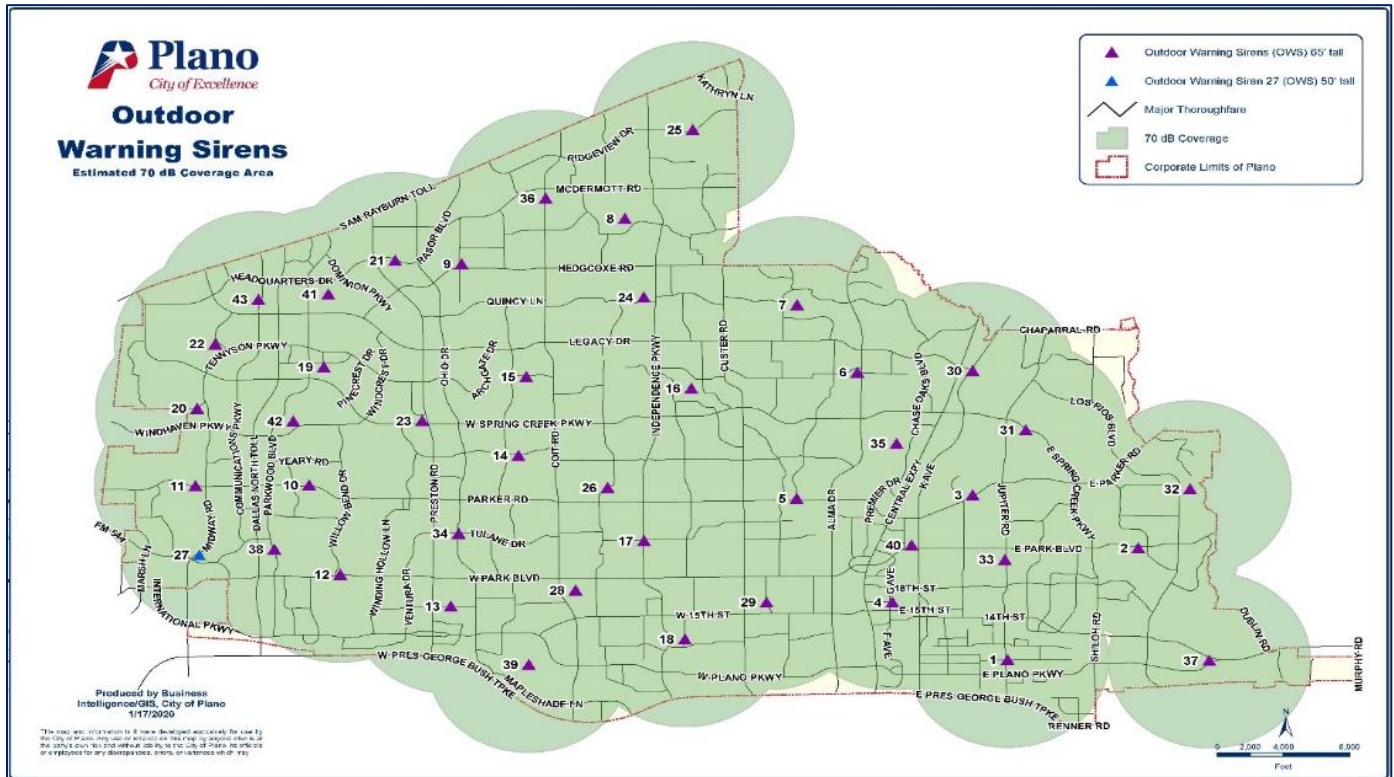 Plano
City of Excellence
Outdoor
Warning Sirens
Estimated 70 dB Coverage Area
Outdoor Warning Sirens (OWS) 65' tall
Outdoor Warning Siren 27 (OWS) 50' tall
Major Thoroughfare
70 dB Coverage
Corporate Limits of Plano
KATHRYN LN
25
RIDGEVIEW DR
MCDERMOTT RD
36
8
SAM RAYBURN TOLL
RASOR BLVD
21
9
HEDGCOXE RD
DOMINION PKWY
HEADQUARTERS DR
41
43
QUINCY LN
24
7
CHAPARRAL RD
22
TENNYSON PKWY
LEGACY DR
19
PINECREST DR
WINDCREST DR
OHIO DR
ARCHGATE DR
15
INDEPENDENCE PKWY
16
CUSTER RD
6
CHASE OAKS BLVD
30
20
WINDHAVEN PKWY
42
23
W SPRING CREEK PKWY
COIT RD
31
LOS RIOS BLVD
35
COMMUNICATIONS PKWY
DALLAS NORTH TOLL
PARKWOOD BLVD
YEARY RD
14
11
10
WILLOW BEND DR
PRESTON RD
PARKER RD
26
5
ALMA DR
PREMIER DR
CENTRAL EXPY
K AVE
3
JUPITER RD
E SPRING CREEK PKWY
E PARKER RD
32
FM 544
MIDWAY RD
27
38
34
TULANE DR
17
40
E PARK BLVD
33
2
MARSH LN
INTERNATIONAL PKWY
12
WINDING HOLLOW LN
VENTURA DR
W PARK BLVD
13
28
29
W 15TH ST
18
4
G AVE
18TH ST
E 15TH ST
14TH ST
F AVE
SHILOH RD
DUBLIN RD
39
W PRES GEORGE BUSH TPKE
MAPLESHADE LN
W PLANO PKWY
1
E PLANO PKWY
37
MURPHY RD
E PRES GEORGE BUSH TPKE
RENNER RD
Produced by Business
Intelligence/GIS, City of Plano
1/17/2020
N
0 2,000 4,000 8,000
Feet